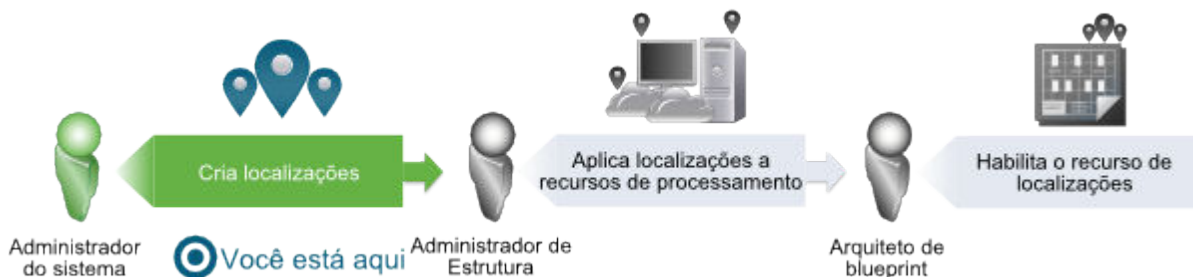 Cria localizações
Aplica localizações a
recursos de processamento
Habilita o recurso de
localizações
Administrador
do sistema
Você está aqui
Administrador de
Estrutura
Arquiteto de
blueprint